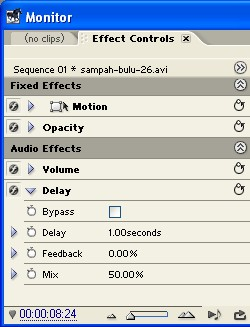 Monitor
(no clips) Effect Controls
Sequence 01 * sampah-bulu-26.avi
Fixed Effects
Motion
Opacity
Audio Effects
Volume
Delay
Bypass
Delay 1.00seconds
Feedback 0.00%
Mix 50.00%
00:00:08:24